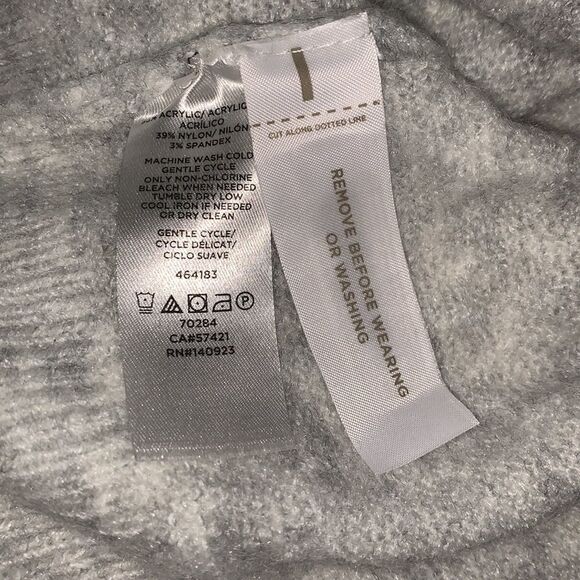 ACRYLIC/ ACRYLIC
ACRÍLICO
39% NYLON/ NILÓN
3% SPANDEX
MACHINE WASH COLD
GENTLE CYCLE
ONLY NON-CHLORINE
BLEACH WHEN NEEDED
TUMBLE DRY LOW
COOL IRON IF NEEDED
OR DRY CLEAN
GENTLE CYCLE/
CYCLE DÉLICAT/
CICLO SUAVE
464183
P
70284
CA#57421
RN#140923
CUT ALONG DOTTED LINE
REMOVE BEFORE WEARING
OR WASHING